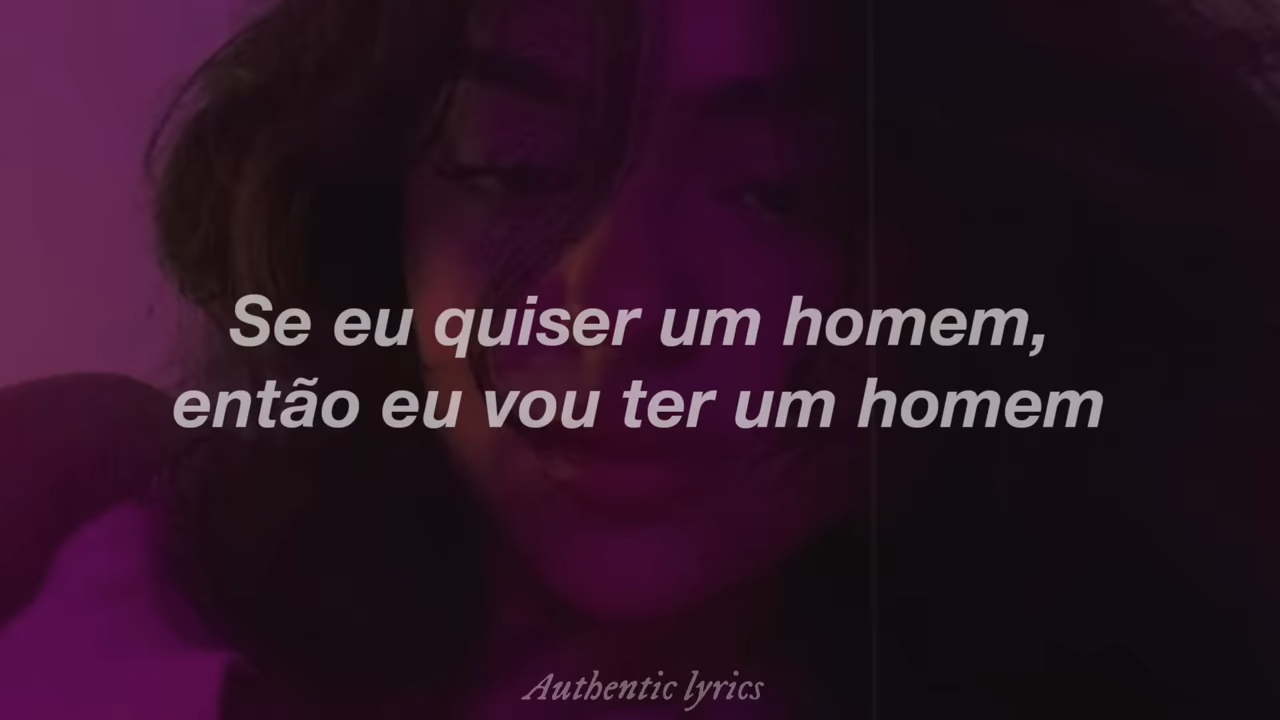 Se eu quiser um homem,
então eu vou ter um homem
Authentic lyrics